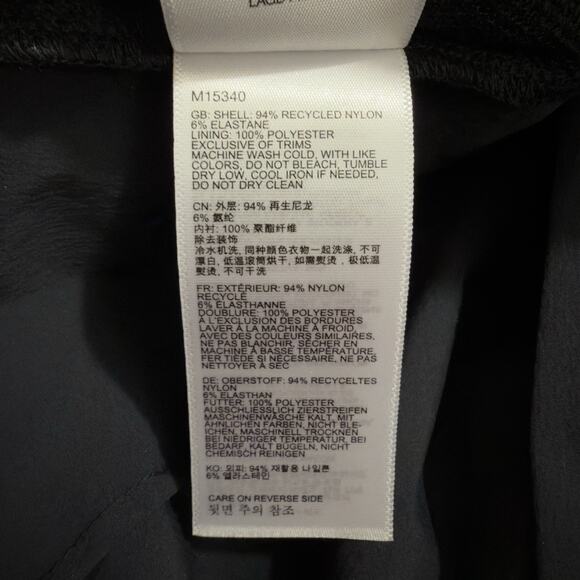 M15340
GB: SHELL: 94% RECYCLED NYLON
6% ELASTANE
LINING: 100% POLYESTER
EXCLUSIVE OF TRIMS
MACHINE WASH COLD, WITH LIKE
COLORS, DO NOT BLEACH, TUMBLE
DRY LOW, COOL IRON IF NEEDED,
DO NOT DRY CLEAN
CN: 外层: 94% 再生尼龙
6% 氨纶
内衬: 100% 聚酯纤维
除去装饰
冷水机洗, 同种颜色衣物一起洗涤, 不可
漂白, 低温滚筒烘干, 如需熨烫, 极低温
熨烫, 不可干洗
FR: EXTÉRIEUR: 94% NYLON
RECYCLÉ
6% ÉLASTHANNE
DOUBLURE: 100% POLYESTER
À L'EXCLUSION DES BORDURES
LAVER À LA MACHINE À FROID,
AVEC DES COULEURS SIMILAIRES,
NE PAS BLANCHIR, SÉCHER EN
MACHINE À BASSE TEMPÉRATURE,
FER TIÈDE SI NÉCESSAIRE, NE PAS
NETTOYER À SEC
DE: OBERSTOFF: 94% RECYCELTES
NYLON
6% ELASTHAN
FUTTER: 100% POLYESTER
AUSSCHLIESSLICH ZIERSTREIFEN
MASCHINENWÄSCHE KALT, MIT
ÄHNLICHEN FARBEN, NICHT BLE-
ICHEN, MASCHINELL TROCKNEN
BEI NIEDRIGER TEMPERATUR, BEI
BEDARF, KALT BÜGELN, NICHT
CHEMISCH REINIGEN
KO: 외피: 94% 재활용 나일론
6% 엘라스테인
CARE ON REVERSE SIDE
뒷면 주의 참조